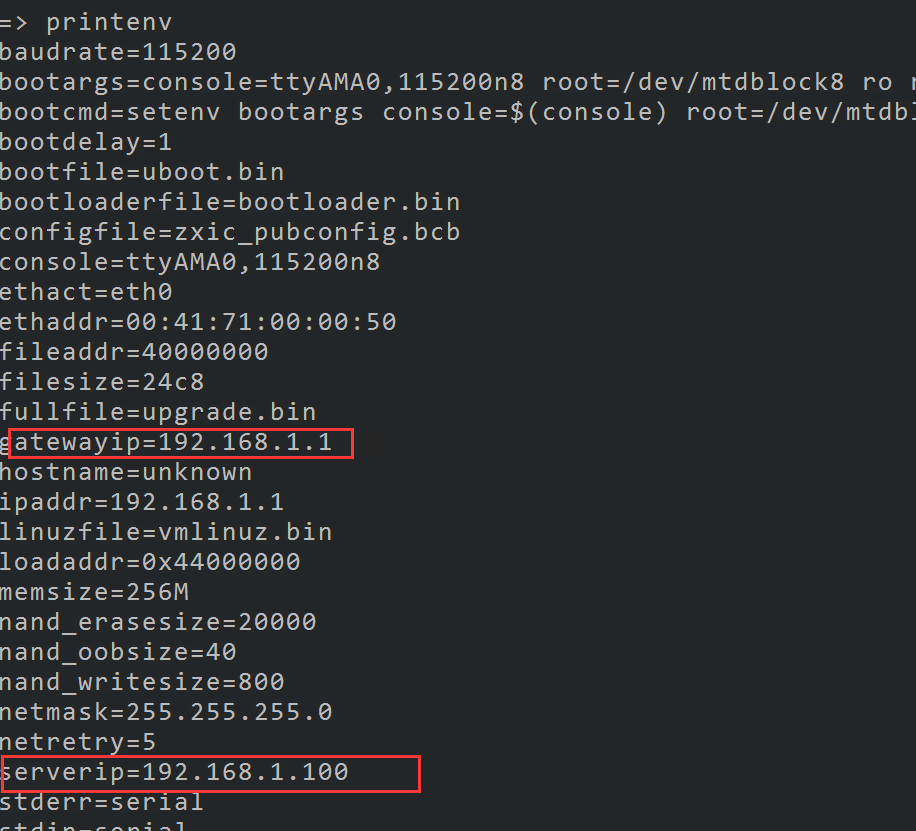 => printenv
baudrate=115200
bootargs=console=ttyAMA0,115200n8 root=/dev/mtdblock8 ro
bootcmd=setenv bootargs console=$(console) root=/dev/mtdbl
bootdelay=1
bootfile=uboot.bin
bootloaderfile=bootloader.bin
configfile=zxic_pubconfig.bcb
console=ttyAMA0,115200n8
ethact=eth0
ethaddr=00:41:71:00:00:50
fileaddr=40000000
filesize=24c8
fullfile=upgrade.bin
gatewayip=192.168.1.1
hostname=unknown
ipaddr=192.168.1.1
linuzfile=vmlinuz.bin
loadaddr=0x44000000
memsize=256M
nand_erasesize=20000
nand_oobsize=40
nand_writesize=800
netmask=255.255.255.0
netretry=5
serverip=192.168.1.100
stderr=serial
stdin=serial